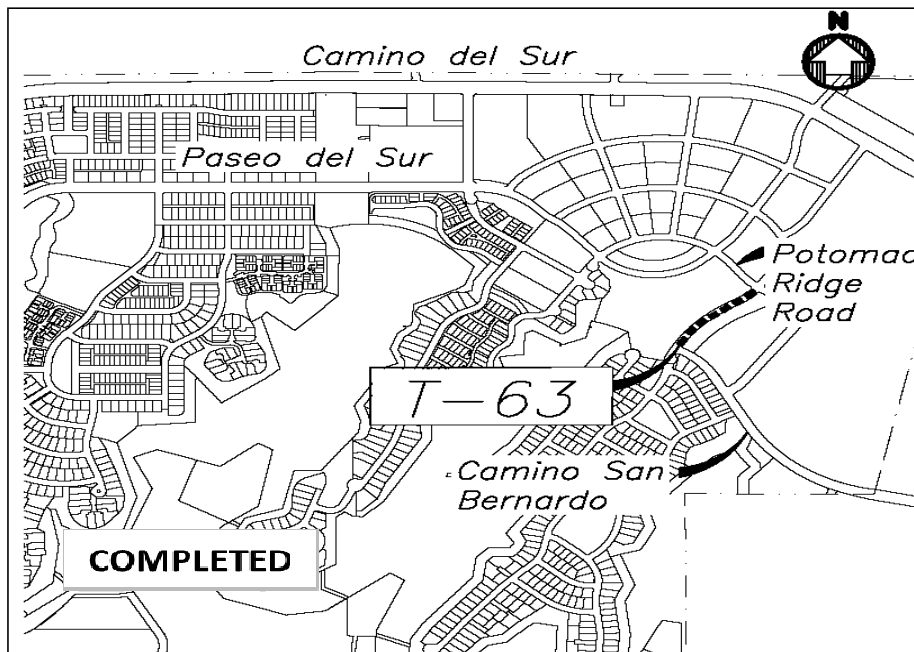 N
Camino del Sur
Paseo del Sur
Potomac
Ridge
Road
T-63
Camino San
Bernardo
COMPLETED